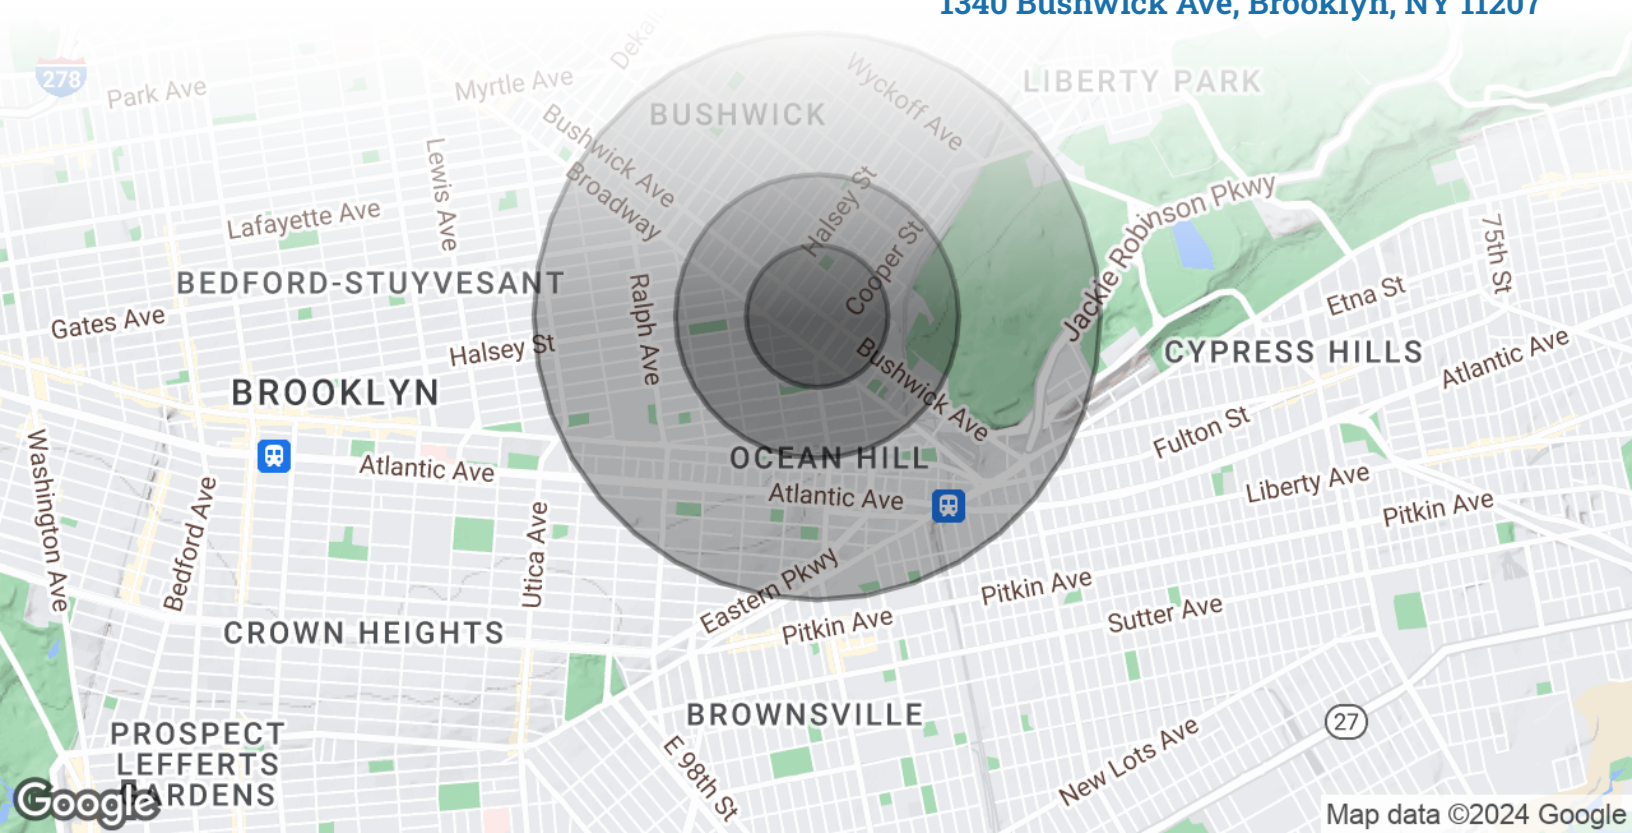 1340 Bushwick Ave, Brooklyn, NY 11207
278
Park Ave
Myrtle Ave
BUSHWICK
Wyckoff Ave
LIBERTY PARK
Bushwick Ave
Broadway
Lewis Ave
Lafayette Ave
Halsey St
Cooper St
Jackie Robinson Pkwy
75th St
BEDFORD-STUYVESANT
Gates Ave
Halsey St
Ralph Ave
Etna St
CYPRESS HILLS
Atlantic Ave
BROOKLYN
Bushwick Ave
Fulton St
OCEAN HILL
Atlantic Ave
Atlantic Ave
Liberty Ave
Pitkin Ave
Washington Ave
Bedford Ave
Utica Ave
Eastern Pkwy
Pitkin Ave
Pitkin Ave
Sutter Ave
CROWN HEIGHTS
BROWNSVILLE
27
PROSPECT
LEFFERTS
GARDENS
E 98th St
New Lots Ave
Google
Map data ©2024 Google